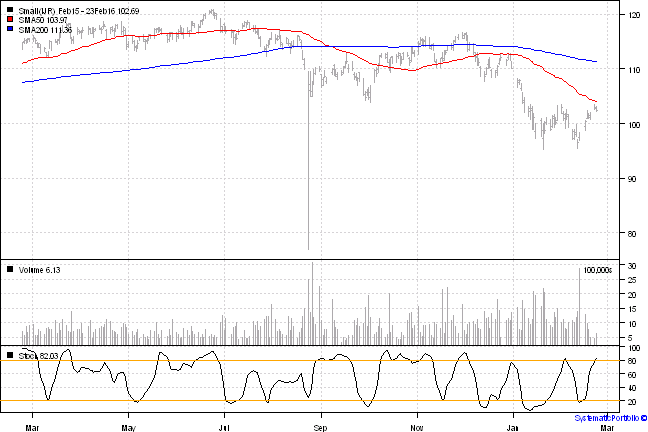 Small(IJR) Feb15 - 23Feb16 102.69
SMA50 103.97
SMA200 111.36
120
110
100
90
80
Volume 6.13
100,000s
30
25
20
15
10
5
Stock 82.03
100
80
60
40
20
Mar May Jul Sep Nov Jan Mar
SystematicPortfolio ©